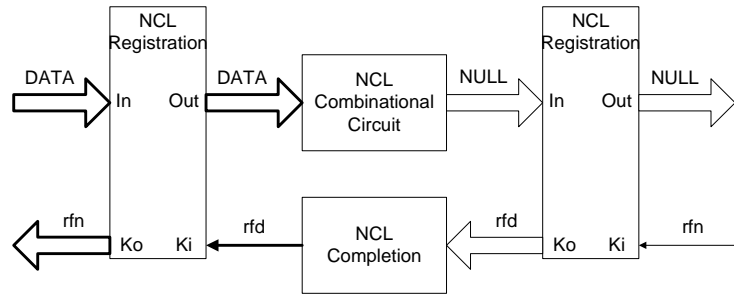 NCL
Registration
NCL
Registration
DATA
DATA
NULL
NULL
In
Out
NCL
Combinational
Circuit
In
Out
rfn
rfd
rfd
rfn
Ko
Ki
NCL
Completion
Ko
Ki